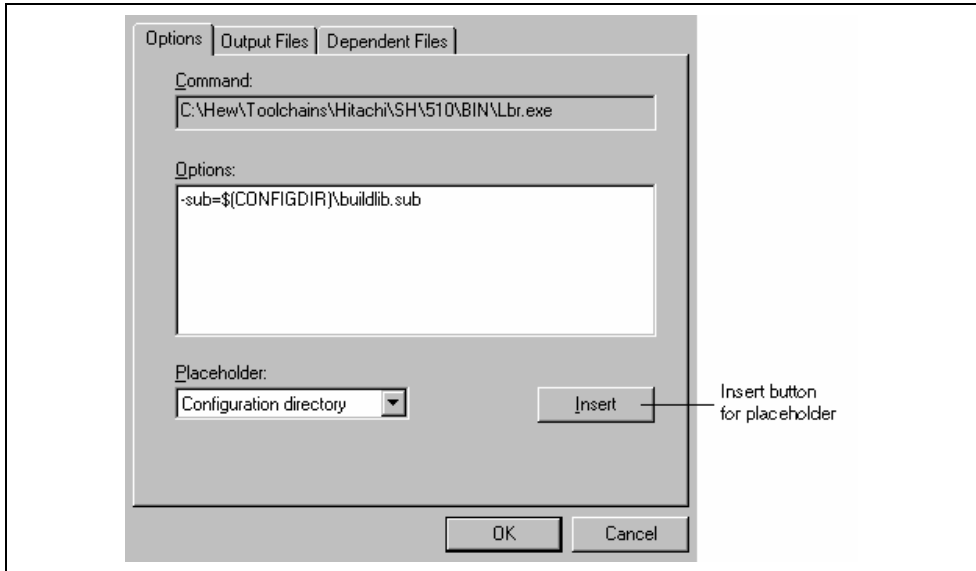 Options Output Files Dependent Files
Command:
C:\Hew\Toolchains\Hitachi\SH\510\BIN\Lbr.exe
Options:
-sub=$(CONFIGDIR)\buildlib.sub
Placeholder:
Configuration directory
Insert
Insert button
for placeholder
OK Cancel